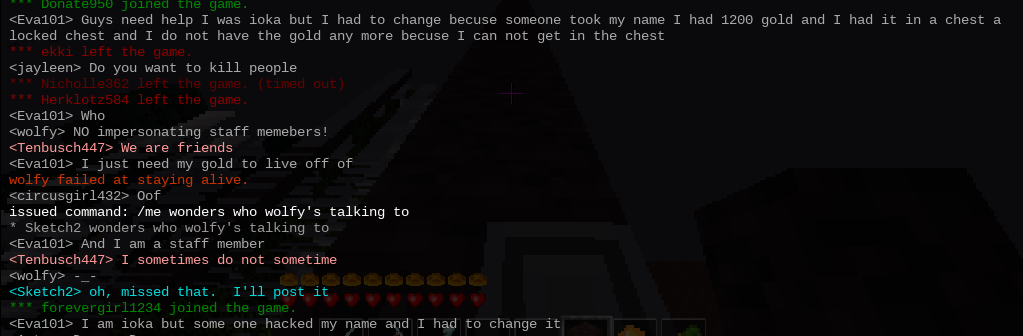 *** Donate950 joined the game.
<Eva101> Guys need help I was ioka but I had to change becuse someone took my name I had 1200 gold and I had it in a chest a
locked chest and I do not have the gold any more becuse I can not get in the chest
*** ekki left the game.
<jayleen> Do you want to kill people
*** Nicholle362 left the game. (timed out)
*** Herklotz584 left the game.
<Eva101> Who
<wolfy> NO impersonating staff memebers!
<Tenbusch447> We are friends
<Eva101> I just need my gold to live off of
wolfy failed at staying alive.
<circusgirl432> Oof
issued command: /me wonders who wolfy's talking to
* Sketch2 wonders who wolfy's talking to
<Eva101> And I am a staff member
<Tenbusch447> I sometimes do not sometime
<wolfy> -_-
<Sketch2> oh, missed that.  I'll post it
*** forevergirl1234 joined the game.
<Eva101> I am ioka but some one hacked my name and I had to change it